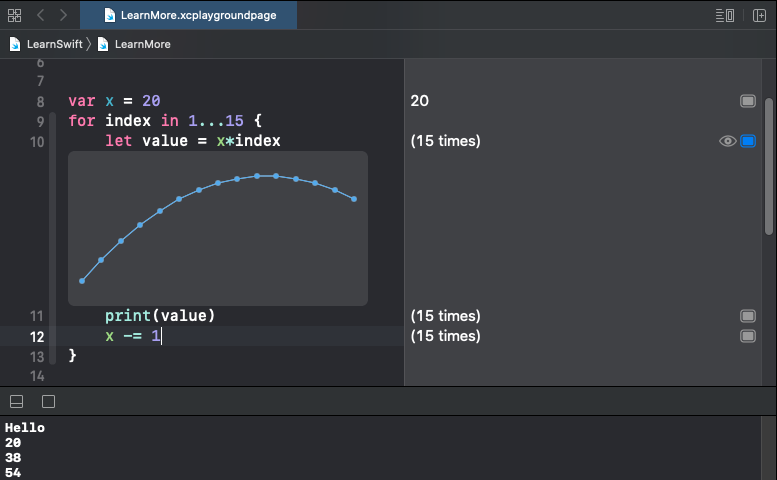 LearnMore.xcplaygroundpage
LearnSwift LearnMore
6
7
8 var x = 20 20
9 for index in 1...15 {
10 let value = x*index (15 times)
11 print(value) (15 times)
12 x -= 1 (15 times)
13 }
14
Hello
20
38
54